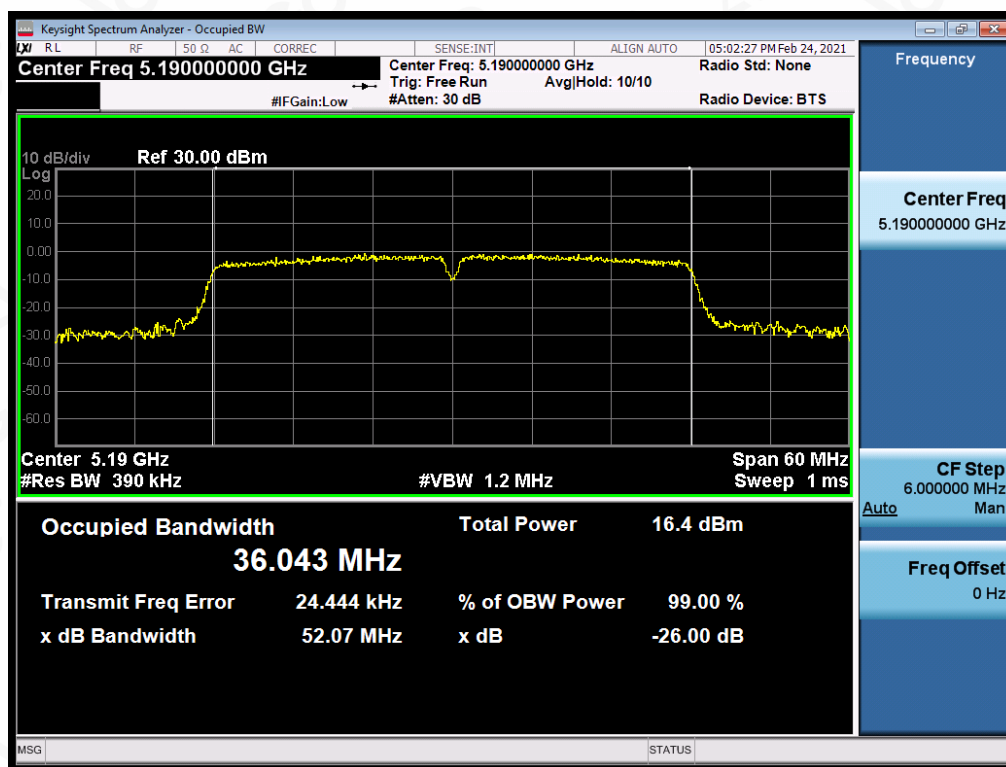 Keysight Spectrum Analyzer - Occupied BW
LXI RL RF 50 Ω AC CORREC SENSE:INT ALIGN AUTO 05:02:27 PM Feb 24, 2021
Center Freq 5.190000000 GHz
Center Freq: 5.190000000 GHz
Radio Std: None
Trig: Free Run Avg|Hold: 10/10
#IFGain:Low
#Atten: 30 dB
Radio Device: BTS
10 dB/div Ref 30.00 dBm
Log
20.0
10.0
0.00
-10.0
-20.0
-30.0
-40.0
-50.0
-60.0
Center 5.19 GHz Span 60 MHz
#Res BW 390 kHz #VBW 1.2 MHz Sweep 1 ms
Occupied Bandwidth Total Power 16.4 dBm
36.043 MHz
Transmit Freq Error 24.444 kHz % of OBW Power 99.00 %
x dB Bandwidth 52.07 MHz x dB -26.00 dB
MSG STATUS
Frequency
Center Freq
5.190000000 GHz
CF Step
6.000000 MHz
Auto Man
Freq Offset
0 Hz